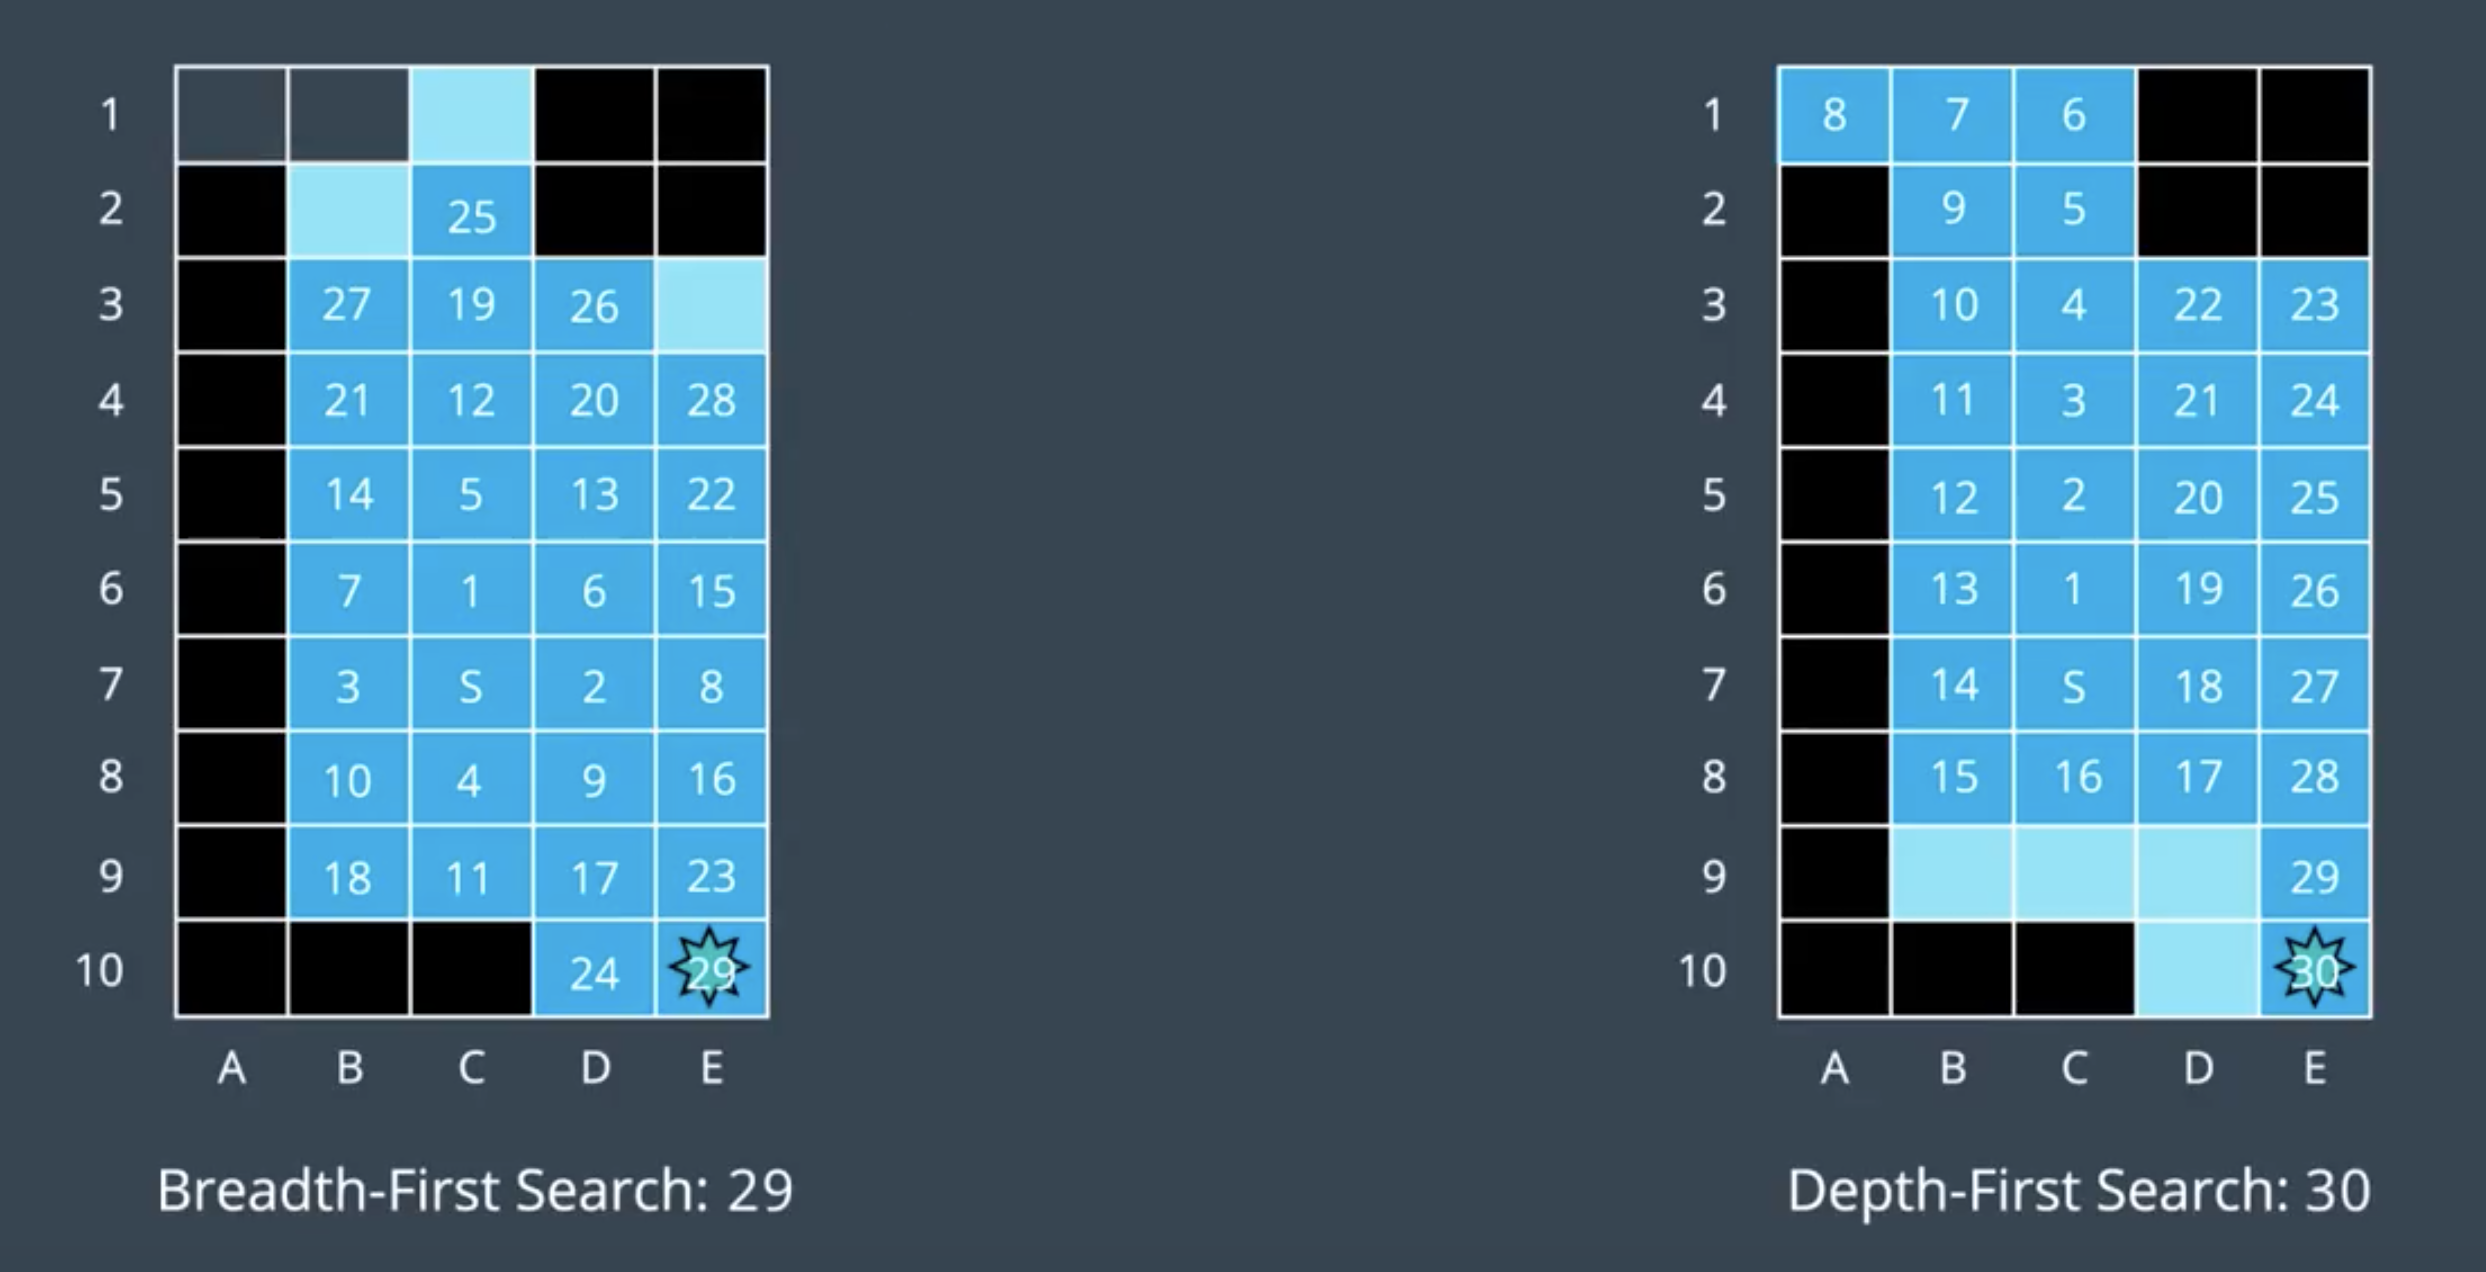 1 8 7 6
1
2 25
2 9 5
3 27 19 26
3 10 4 22 23
4 21 12 20 28
4 11 3 21 24
5 14 5 13 22
5 12 2 20 25
6 7 1 6 15
6 13 1 19 26
7 3 S 2 8
7 14 S 18 27
8 10 4 9 16
8 15 16 17 28
9 18 11 17 23
9 29
10 24 29
10 30
A B C D E
A B C D E
Breadth-First Search: 29
Depth-First Search: 30